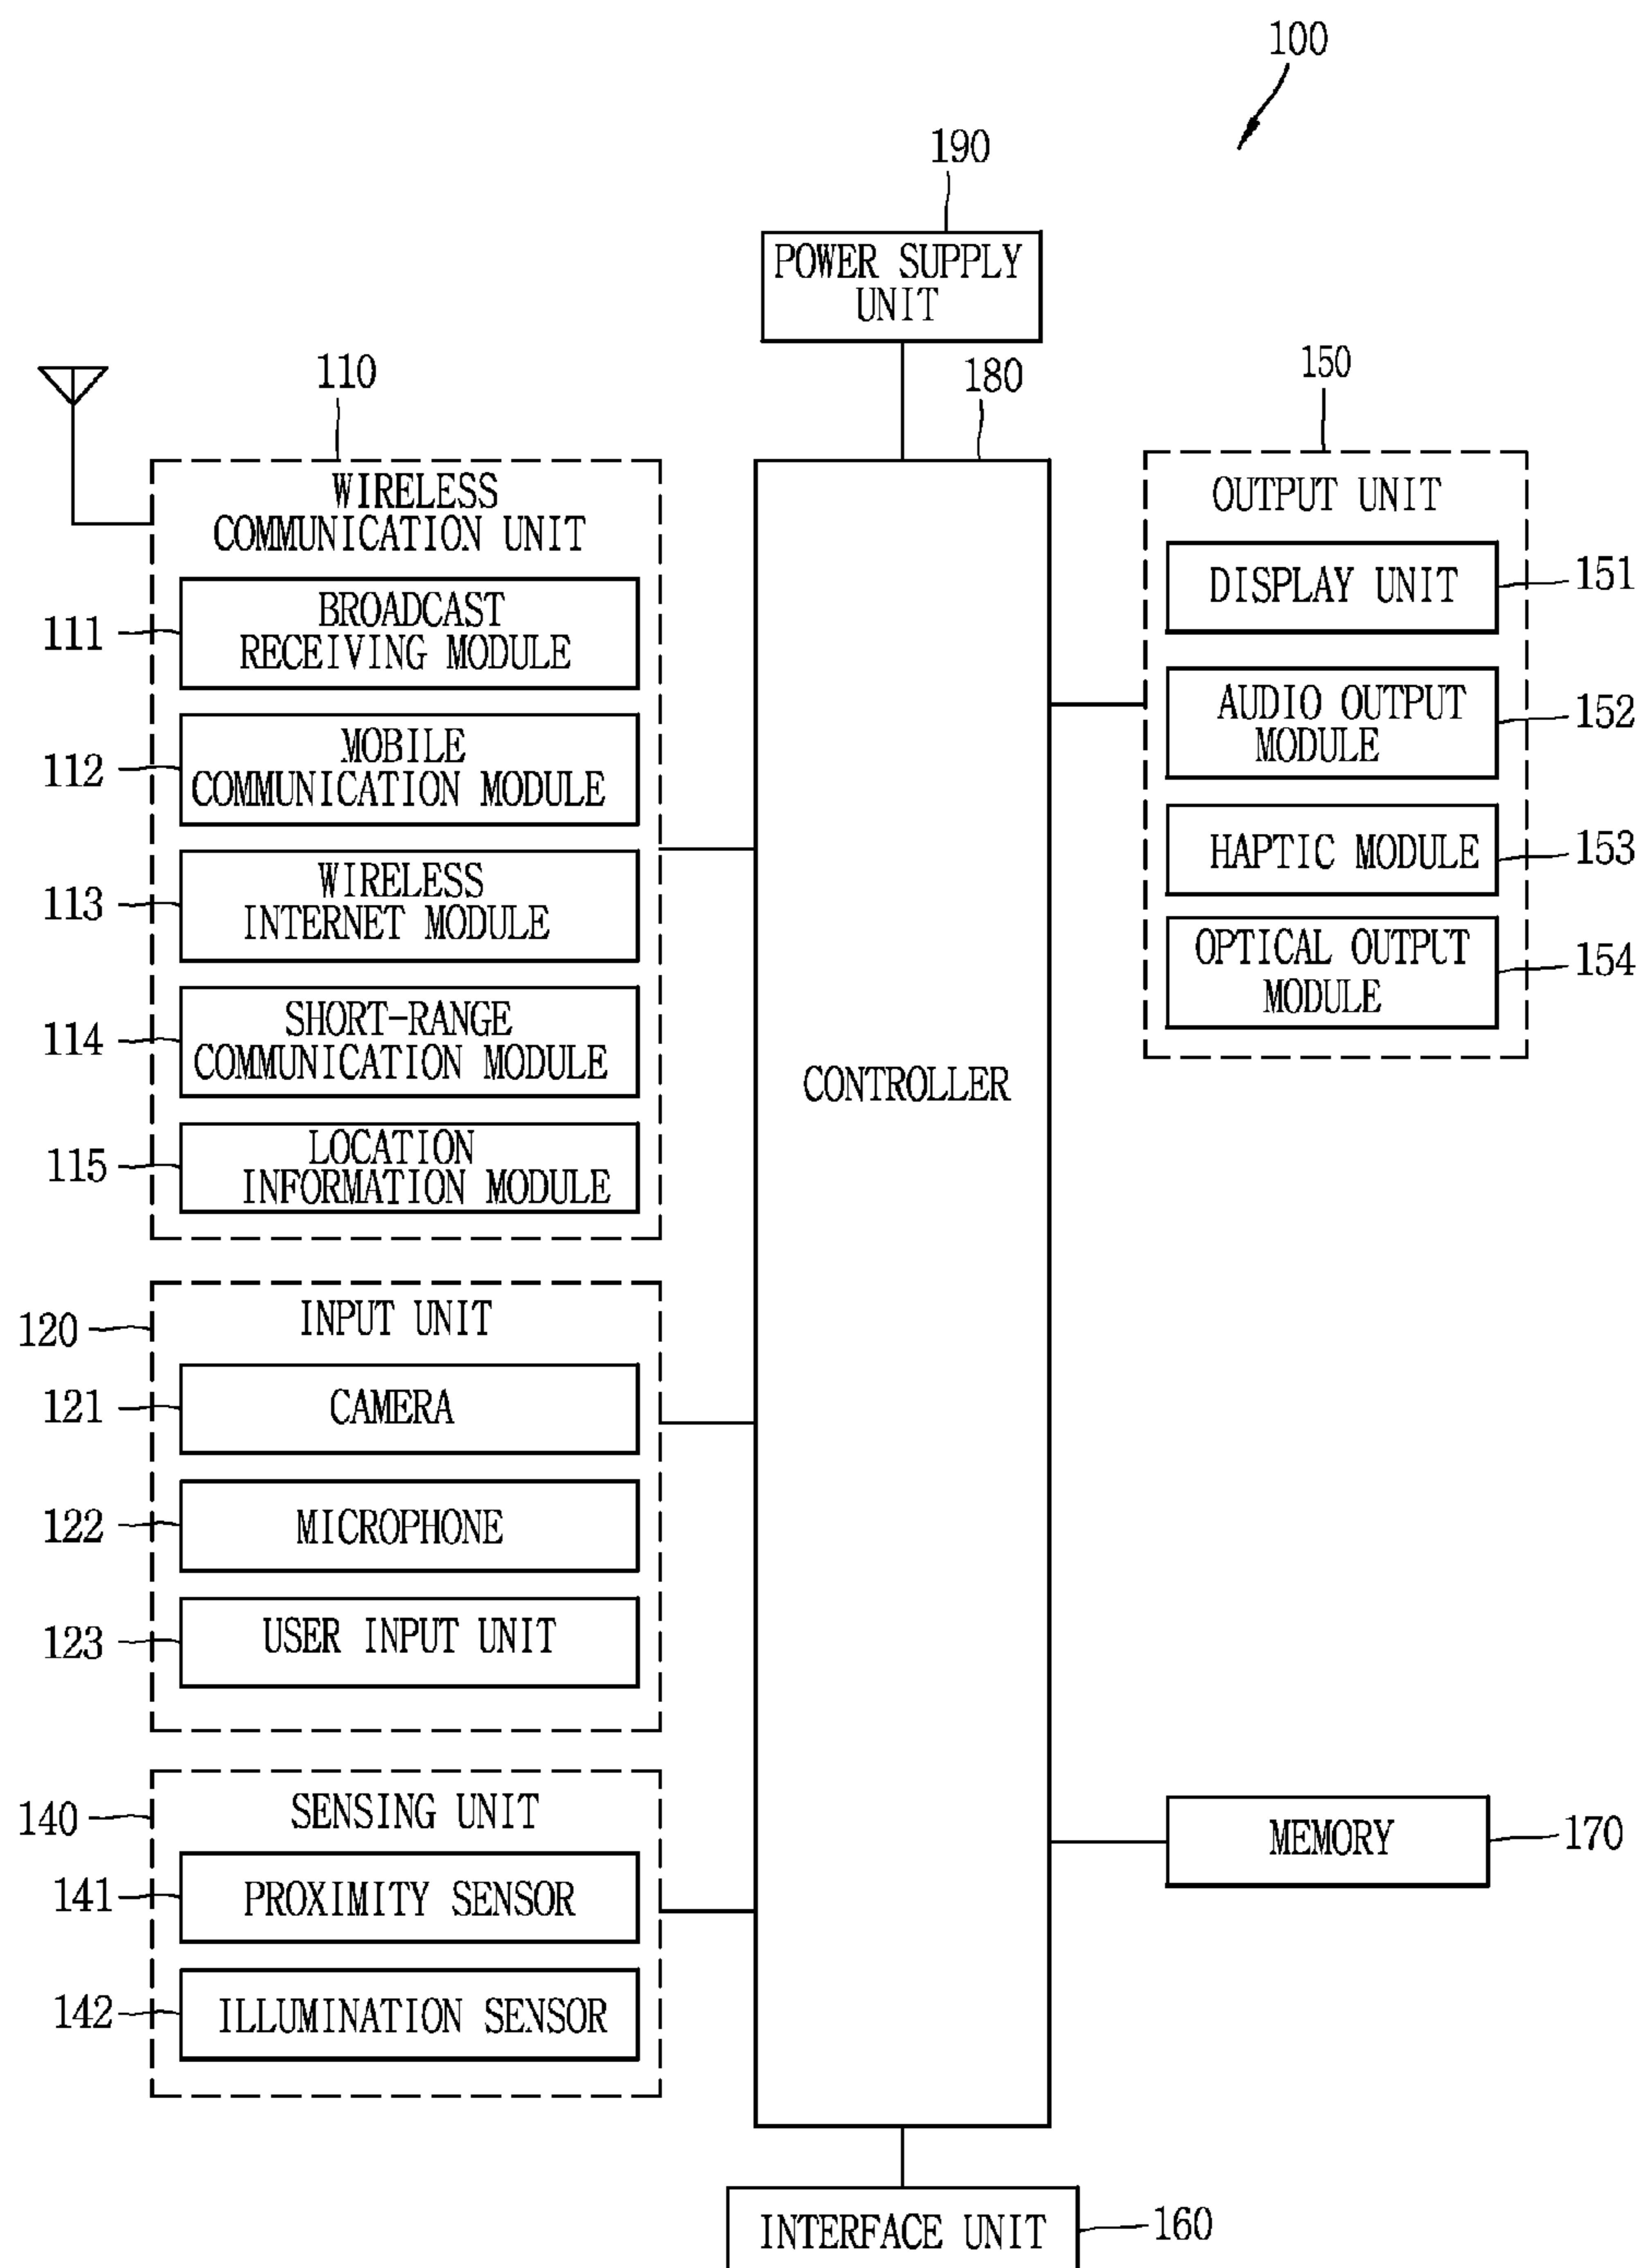 100
190
POWER SUPPLY
UNIT
110
180
150
WIRELESS
COMMUNICATION UNIT
111
BROADCAST
RECEIVING MODULE
112
MOBILE
COMMUNICATION MODULE
113
WIRELESS
INTERNET MODULE
114
SHORT-RANGE
COMMUNICATION MODULE
115
LOCATION
INFORMATION MODULE
120
INPUT UNIT
121
CAMERA
122
MICROPHONE
123
USER INPUT UNIT
140
SENSING UNIT
141
PROXIMITY SENSOR
142
ILLUMINATION SENSOR
CONTROLLER
OUTPUT UNIT
DISPLAY UNIT
151
AUDIO OUTPUT
MODULE
152
HAPTIC MODULE
153
OPTICAL OUTPUT
MODULE
154
MEMORY
170
INTERFACE UNIT
160